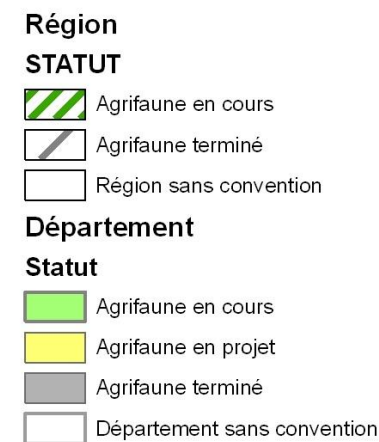 Région
STATUT
Agrifaune en cours
Agrifaune terminé
Région sans convention
Département
Statut
Agrifaune en cours
Agrifaune en projet
Agrifaune terminé
Département sans convention